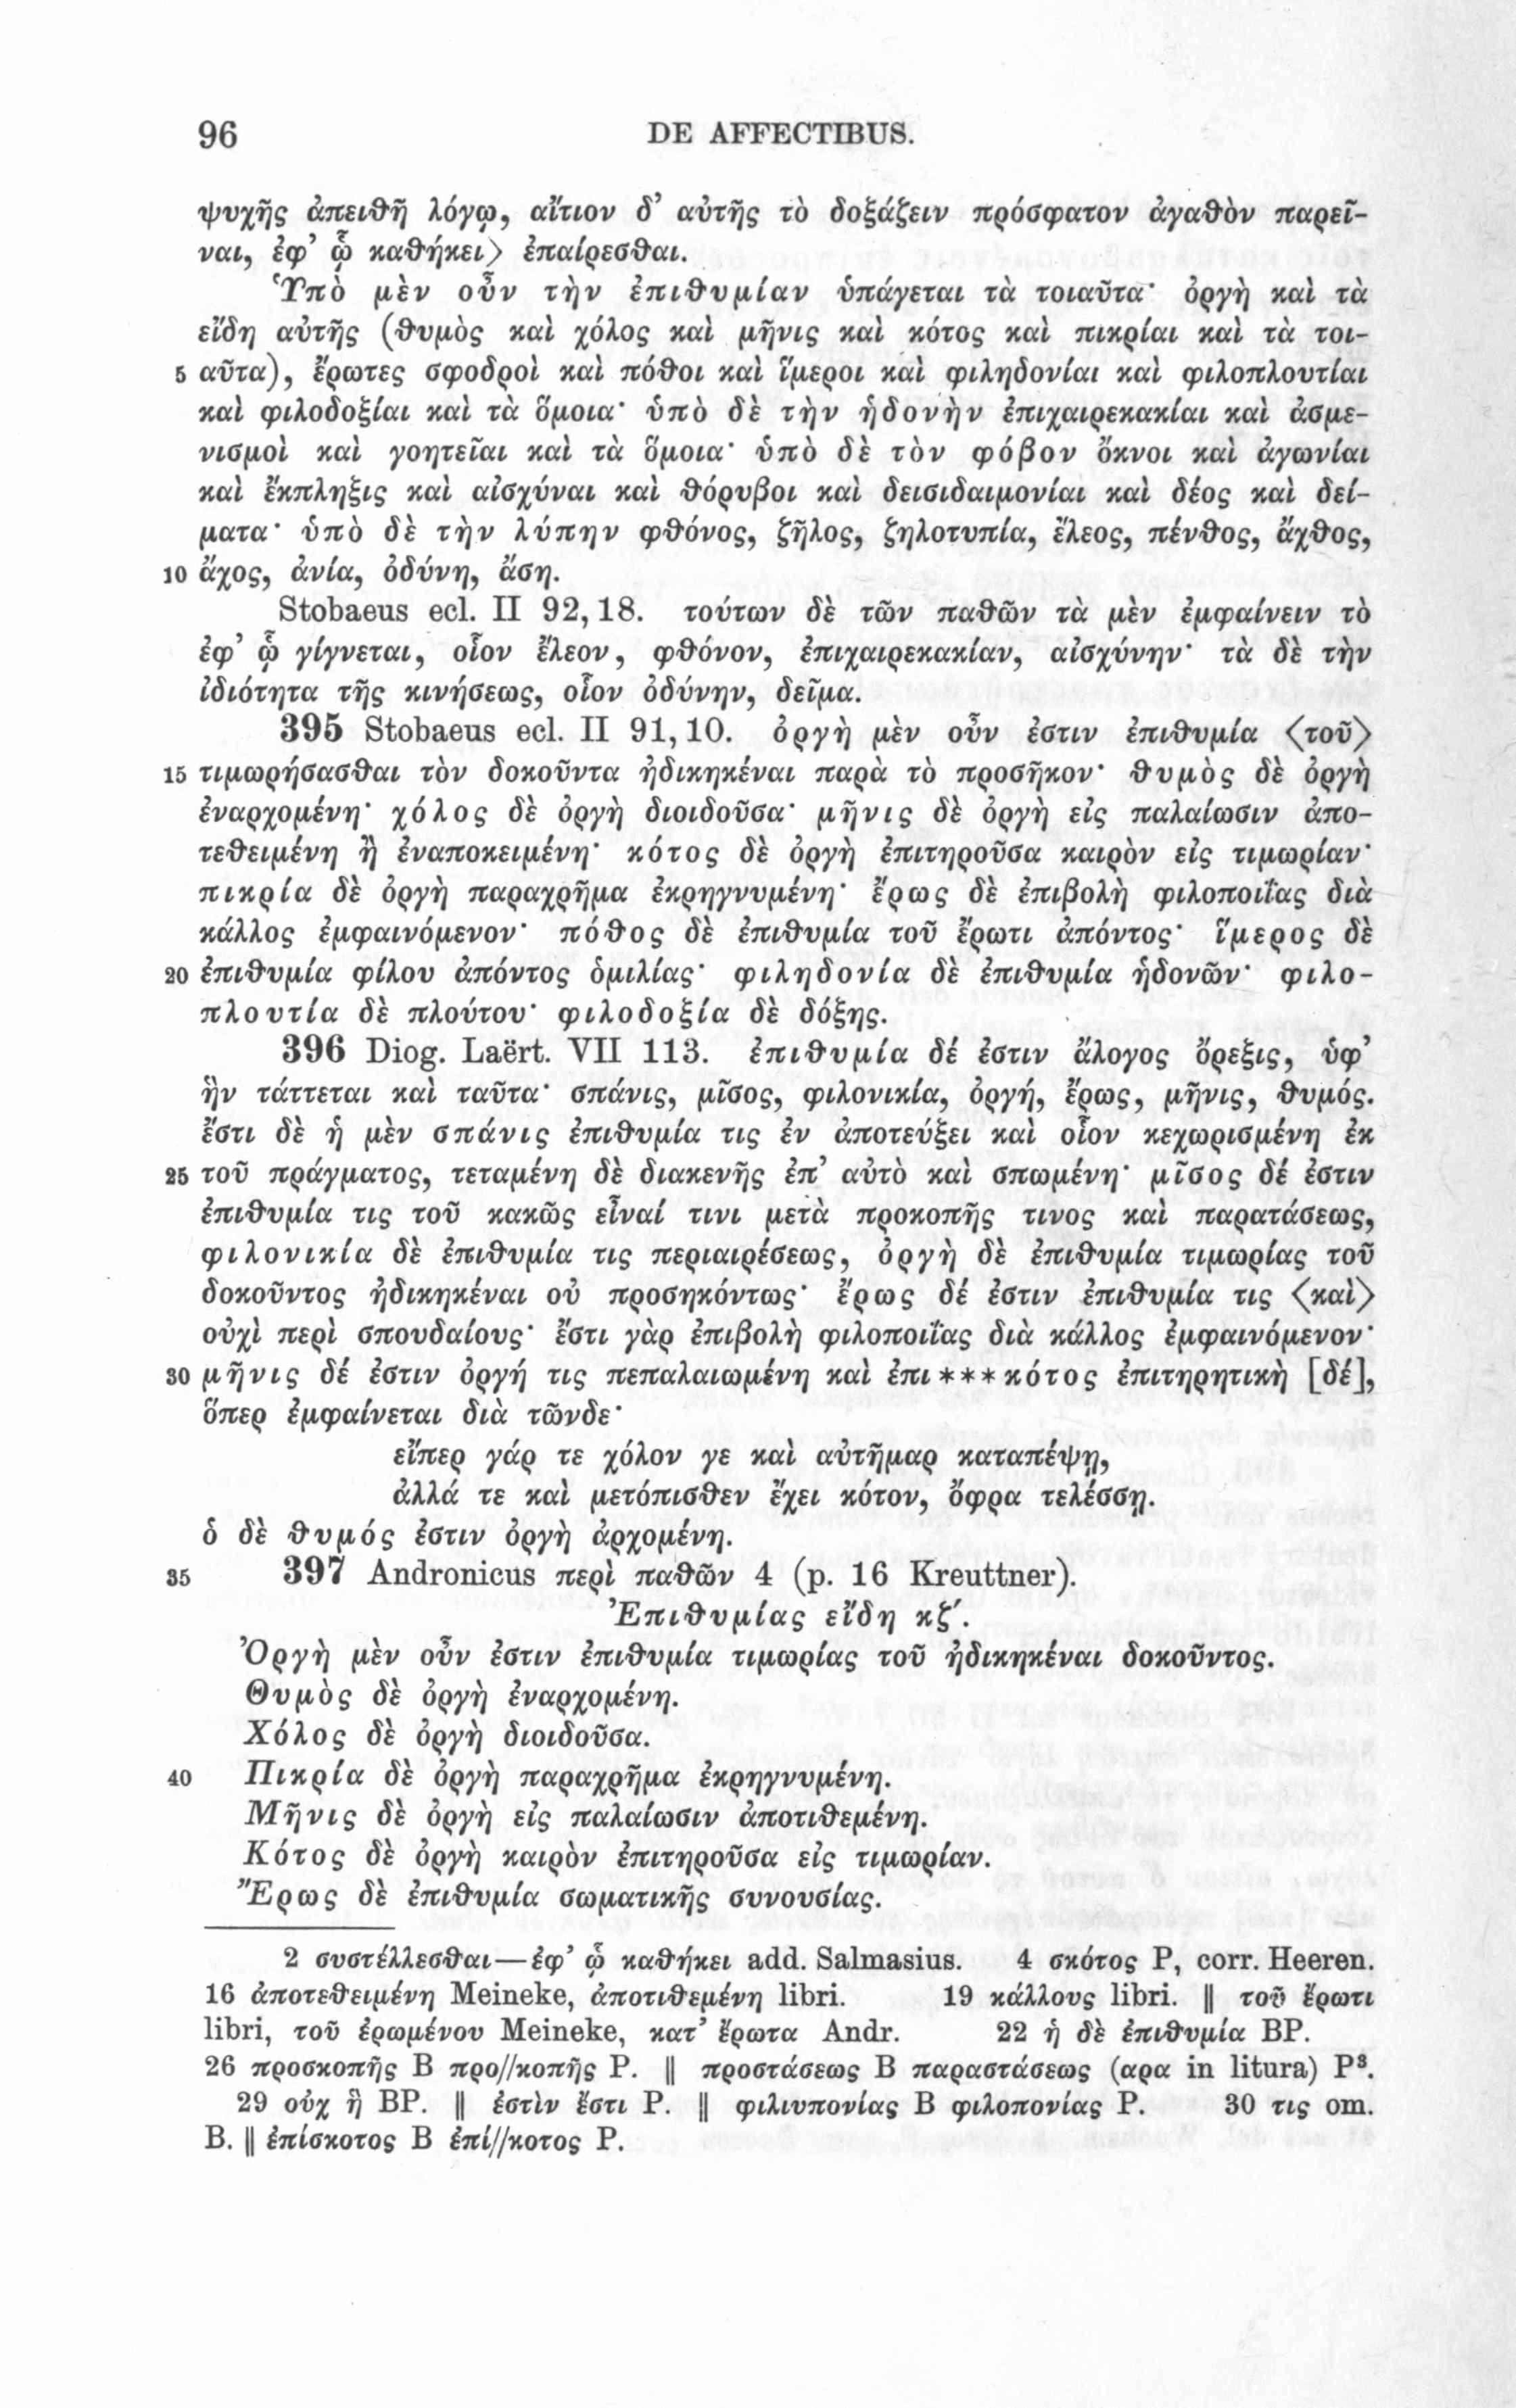 96
DE AFFECTIBUS.
ψυχῆς ἀπειθῆ λόγῳ, αἴτιον δ’ αὐτῆς τὸ δοξάζειν πρόσφατον ἀγαθὸν παρεῖ-
ναι, ἐφ’ ᾧ καθήκει⟩ ἐπαίρεσθαι.
Ὑπὸ μὲν οὖν τὴν ἐπιθυμίαν ὑπάγεται τὰ τοιαῦτα· ὀργὴ καὶ τὰ
εἴδη αὐτῆς (θυμὸς καὶ χόλος καὶ μῆνις καὶ κότος καὶ πικρίαι καὶ τὰ τοι-
5 αῦτα), ἔρωτες σφοδροὶ καὶ πόθοι καὶ ἵμεροι καὶ φιληδονίαι καὶ φιλοπλουτίαι
καὶ φιλοδοξίαι καὶ τὰ ὅμοια· ὑπὸ δὲ τὴν ἡδονὴν ἐπιχαιρεκακίαι καὶ ἀσμε-
νισμοὶ καὶ γοητεῖαι καὶ τὰ ὅμοια· ὑπὸ δὲ τὸν φόβον ὄκνοι καὶ ἀγωνίαι
καὶ ἔκπληξις καὶ αἰσχύναι καὶ θόρυβοι καὶ δεισιδαιμονίαι καὶ δέος καὶ δεί-
ματα· ὑπὸ δὲ τὴν λύπην φθόνος, ζῆλος, ζηλοτυπία, ἔλεος, πένθος, ἄχθος,
10 ἄχος, ἀνία, ὀδύνη, ἄση.
Stobaeus ecl. II 92,18. τούτων δὲ τῶν παθῶν τὰ μὲν ἐμφαίνειν τὸ
ἐφ’ ᾧ γίγνεται, οἷον ἔλεον, φθόνον, ἐπιχαιρεκακίαν, αἰσχύνην· τὰ δὲ τὴν
ἰδιότητα τῆς κινήσεως, οἷον ὀδύνην, δεῖμα.
395 Stobaeus ecl. II 91,10. ὀργὴ μὲν οὖν ἐστιν ἐπιθυμία ⟨τοῦ⟩
15 τιμωρήσασθαι τὸν δοκοῦντα ἠδικηκέναι παρὰ τὸ προσῆκον· θυμὸς δὲ ὀργὴ
ἐναρχομένη· χόλος δὲ ὀργὴ διοιδοῦσα· μῆνις δὲ ὀργὴ εἰς παλαίωσιν ἀπο-
τεθειμένη ἢ ἐναποκειμένη· κότος δὲ ὀργὴ ἐπιτηροῦσα καιρὸν εἰς τιμωρίαν·
πικρία δὲ ὀργὴ παραχρῆμα ἐκρηγνυμένη· ἔρως δὲ ἐπιβολὴ φιλοποιΐας διὰ
κάλλος ἐμφαινόμενον· πόθος δὲ ἐπιθυμία τοῦ ἔρωτι ἀπόντος· ἵμερος δὲ
20 ἐπιθυμία φίλου ἀπόντος ὁμιλίας· φιληδονία δὲ ἐπιθυμία ἡδονῶν· φιλο-
πλουτία δὲ πλούτου· φιλοδοξία δὲ δόξης.
396 Diog. Laërt. VII 113. ἐπιθυμία δέ ἐστιν ἄλογος ὄρεξις, ὑφ’
ἣν τάττεται καὶ ταῦτα· σπάνις, μῖσος, φιλονικία, ὀργή, ἔρως, μῆνις, θυμός.
ἔστι δὲ ἡ μὲν σπάνις ἐπιθυμία τις ἐν ἀποτεύξει καὶ οἷον κεχωρισμένη ἐκ
25 τοῦ πράγματος, τεταμένη δὲ διακενῆς ἐπ’ αὐτὸ καὶ σπωμένη· μῖσος δέ ἐστιν
ἐπιθυμία τις τοῦ κακῶς εἶναί τινι μετὰ προκοπῆς τινος καὶ παρατάσεως,
φιλονικία δὲ ἐπιθυμία τις περιαιρέσεως, ὀργὴ δὲ ἐπιθυμία τιμωρίας τοῦ
δοκοῦντος ἠδικηκέναι οὐ προσηκόντως· ἔρως δέ ἐστιν ἐπιθυμία τις ⟨καὶ⟩
οὐχὶ περὶ σπουδαίους· ἔστι γὰρ ἐπιβολὴ φιλοποιΐας διὰ κάλλος ἐμφαινόμενον·
30 μῆνις δέ ἐστιν ὀργή τις πεπαλαιωμένη καὶ ἐπι***κότος ἐπιτηρητικὴ [δέ],
ὅπερ ἐμφαίνεται διὰ τῶνδε·
εἴπερ γάρ τε χόλον γε καὶ αὐτῆμαρ καταπέψῃ,
ἀλλά τε καὶ μετόπισθεν ἔχει κότον, ὄφρα τελέσσῃ.
ὁ δὲ θυμός ἐστιν ὀργὴ ἀρχομένη.
35 397 Andronicus περὶ παθῶν 4 (p. 16 Kreuttner).
Ἐπιθυμίας εἴδη κζ´.
Ὀργὴ μὲν οὖν ἐστιν ἐπιθυμία τιμωρίας τοῦ ἠδικηκέναι δοκοῦντος.
Θυμὸς δὲ ὀργὴ ἐναρχομένη.
Χόλος δὲ ὀργὴ διοιδοῦσα.
40 Πικρία δὲ ὀργὴ παραχρῆμα ἐκρηγνυμένη.
Μῆνις δὲ ὀργὴ εἰς παλαίωσιν ἀποτιθεμένη.
Κότος δὲ ὀργὴ καιρὸν ἐπιτηροῦσα εἰς τιμωρίαν.
Ἔρως δὲ ἐπιθυμία σωματικῆς συνουσίας.
2 συστέλλεσθαι—ἐφ’ ᾧ καθήκει add. Salmasius. 4 σκότος P, corr. Heeren.
16 ἀποτεθειμένη Meineke, ἀποτιθεμένη libri. 19 κάλλους libri. || τοῦ ἔρωτι
libri, τοῦ ἐρωμένου Meineke, κατ’ ἔρωτα Andr. 22 ἡ δὲ ἐπιθυμία BP.
26 προσκοπῆς B προ//κοπῆς P. || προστάσεως B παραστάσεως (αρα in litura) P³.
29 οὐχ ἢ BP. || ἐστὶν ἔστι P. || φιλιυπονίας B φιλοπονίας P. 30 τις om.
B. || ἐπίσκοτος B ἐπί//κοτος P.